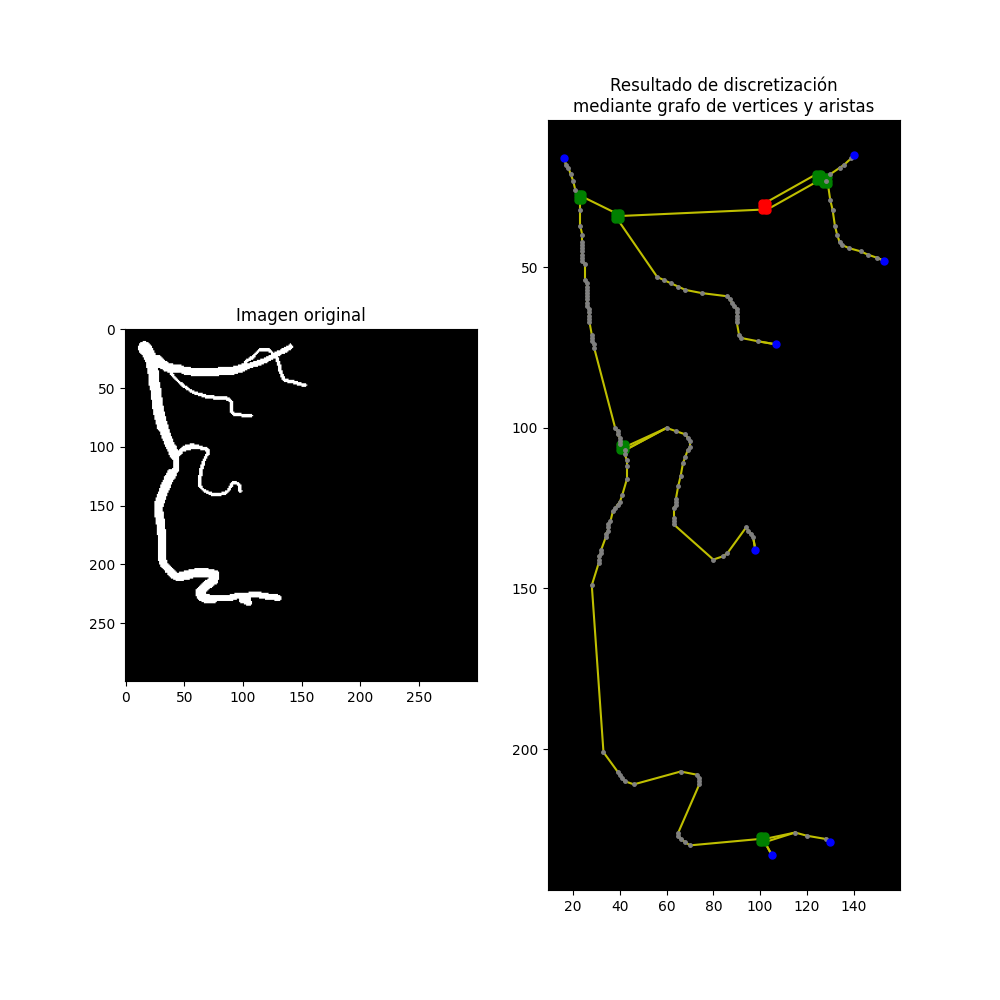 Resultado de discretización
mediante grafo de vertices y aristas
50
100
150
200
20 40 60 80 100 120 140
Imagen original
0
50
100
150
200
250
0 50 100 150 200 250